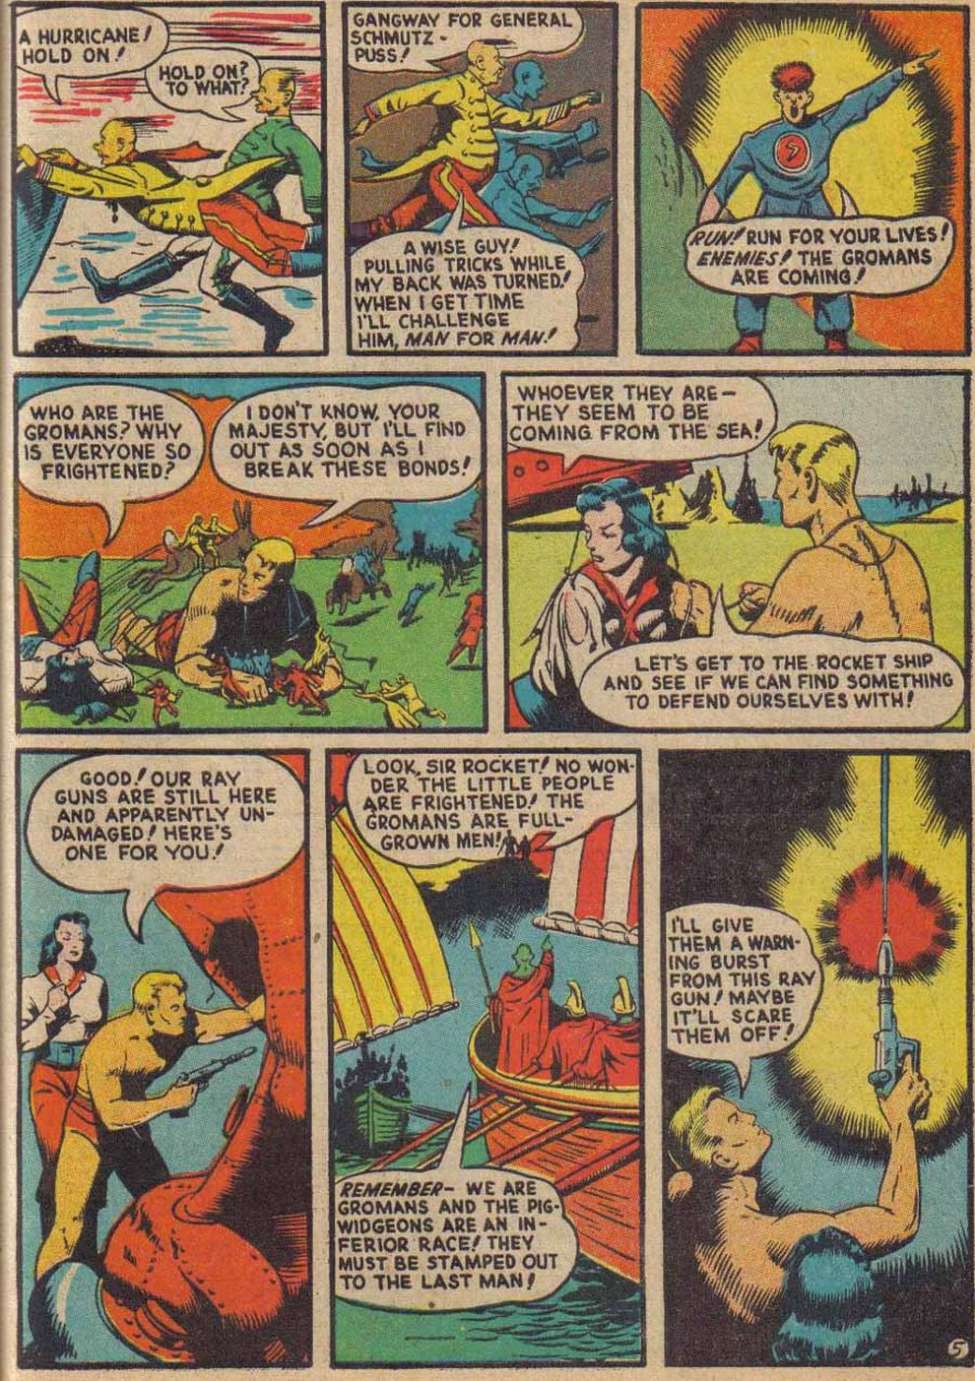 A HURRICANE!
HOLD ON!
HOLD ON?
TO WHAT?
GANGWAY FOR GENERAL
SCHMUTZ-
PUSS!
A WISE GUY!
PULLING TRICKS WHILE
MY BACK WAS TURNED!
WHEN I GET TIME
I'LL CHALLENGE
HIM, MAN FOR MAN!
RUN! RUN FOR YOUR LIVES!
ENEMIES! THE GROMANS
ARE COMING!
WHO ARE THE
GROMANS? WHY
IS EVERYONE SO
FRIGHTENED?
I DON'T KNOW, YOUR
MAJESTY, BUT I'LL FIND
OUT AS SOON AS I
BREAK THESE BONDS!
WHOEVER THEY ARE-
THEY SEEM TO BE
COMING FROM THE SEA!
LET'S GET TO THE ROCKET SHIP
AND SEE IF WE CAN FIND SOMETHING
TO DEFEND OURSELVES WITH!
GOOD! OUR RAY
GUNS ARE STILL HERE
AND APPARENTLY UN-
DAMAGED! HERE'S
ONE FOR YOU!
LOOK, SIR ROCKET! NO WON-
DER THE LITTLE PEOPLE
ARE FRIGHTENED! THE
GROMANS ARE FULL-
GROWN MEN!
REMEMBER- WE ARE
GROMANS AND THE PIG-
WIDGEONS ARE AN IN-
FERIOR RACE! THEY
MUST BE STAMPED OUT
TO THE LAST MAN!
I'LL GIVE
THEM A WARN-
ING BURST
FROM THIS RAY
GUN! MAYBE
IT'LL SCARE
THEM OFF!
5